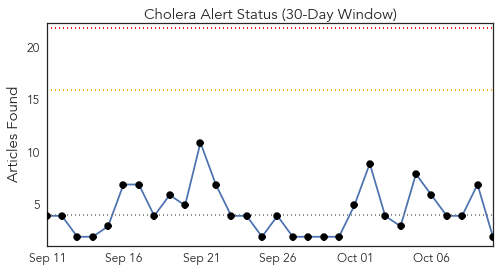 Cholera Alert Status (30-Day Window)
Articles Found
20
15
10
5
Sep 11 Sep 16 Sep 21 Sep 26 Oct 01 Oct 06